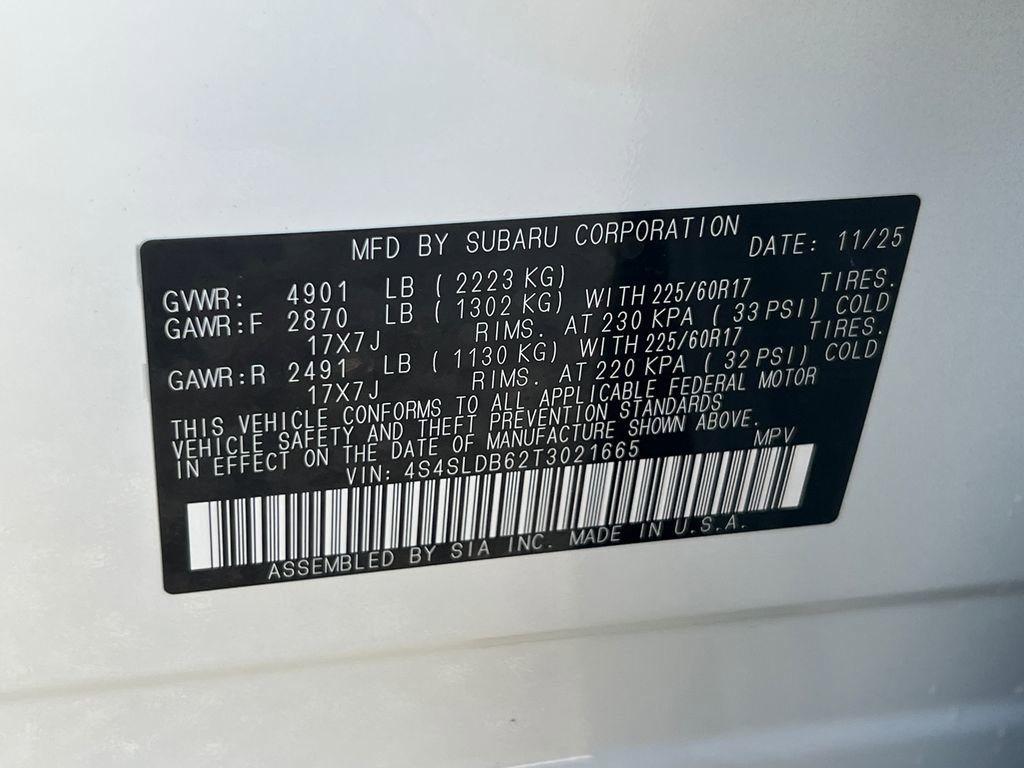 MFD BY SUBARU CORPORATION DATE: 11/25
GVWR: 4901 LB ( 2223 KG)
GAWR:F 2870 LB ( 1302 KG) WITH 225/60R17 TIRES.
17X7J RIMS. AT 230 KPA ( 33 PSI) COLD
GAWR:R 2491 LB ( 1130 KG) WITH 225/60R17 TIRES.
17X7J RIMS. AT 220 KPA ( 32 PSI) COLD
THIS VEHICLE CONFORMS TO ALL APPLICABLE FEDERAL MOTOR
VEHICLE SAFETY AND THEFT PREVENTION STANDARDS
IN EFFECT ON THE DATE OF MANUFACTURE SHOWN ABOVE.
VIN: 4S4SLDB62T3021665 MPV
ASSEMBLED BY SIA INC. MADE IN U.S.A.